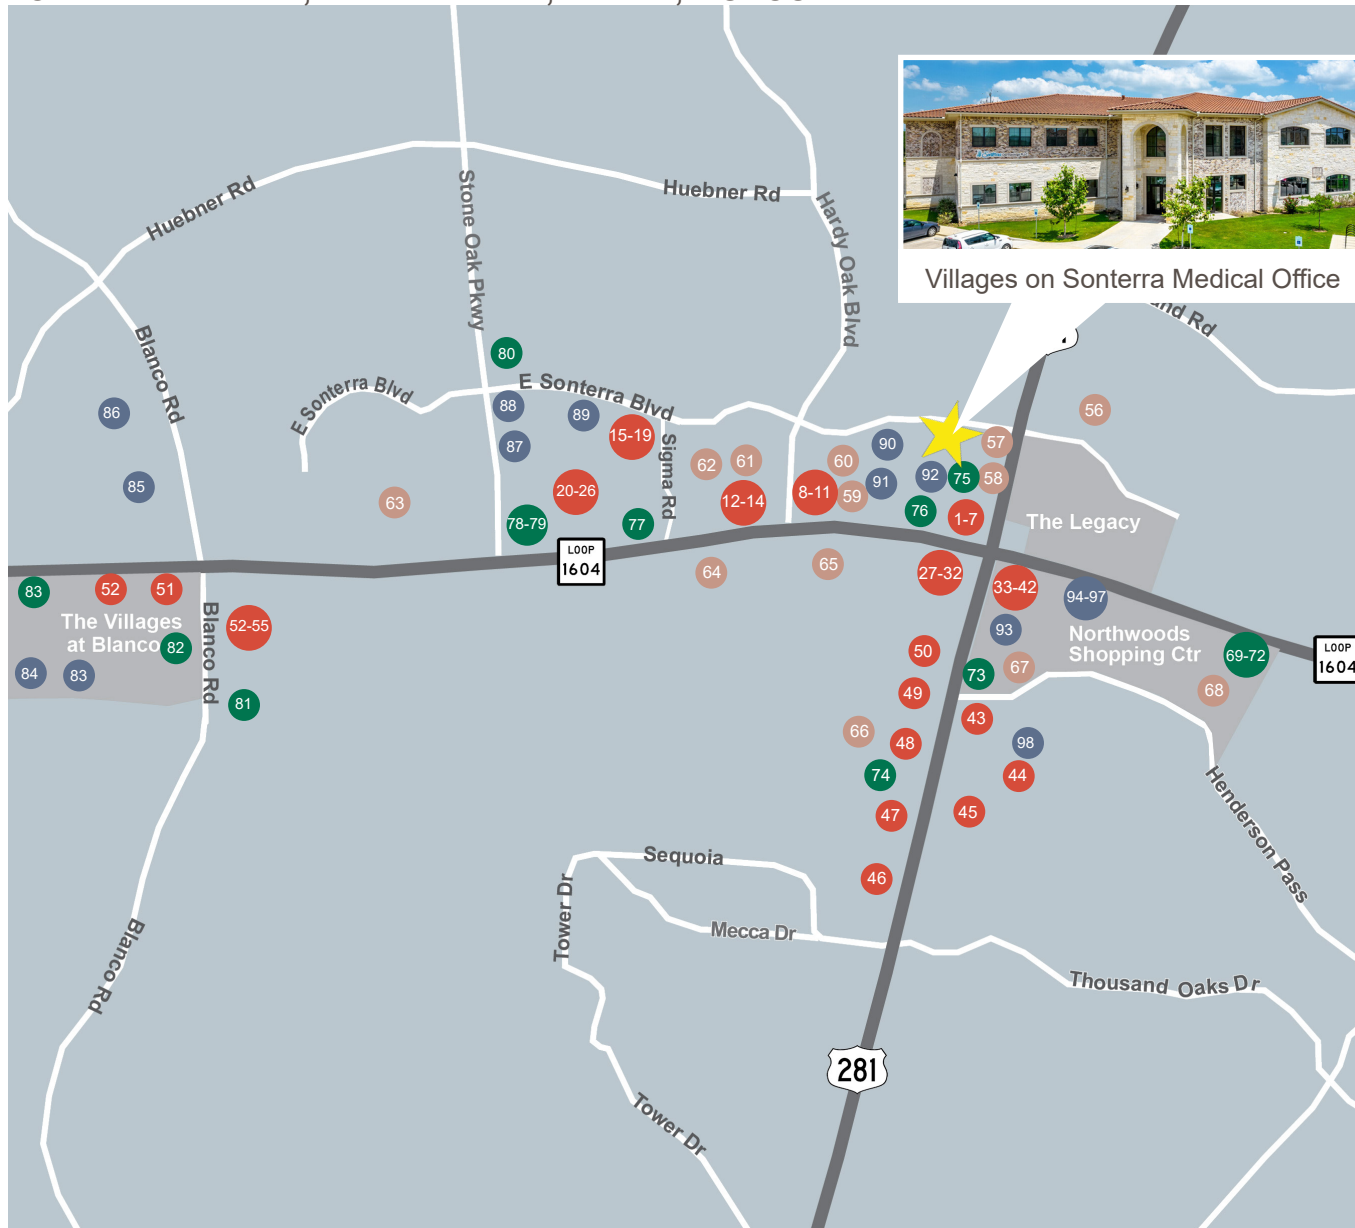 Villages on Sonterra Medical Office
Huebner Rd
Huebner Rd
Stone Oak Pkwy
Hardy Oak Blvd
Rd
Blanco Rd
80
E Sonterra Blvd
E Sonterra Blvd
86
88
89
56
15-19
87
Sigma Rd
90
57
62
61
60
85
20-26
91
92
75
58
63
12-14
8-11
59
78-79
77
76
1-7
The Legacy
LOOP
1604
64
65
27-32
33-42
94-97
83
52
51
The Villages
at Blanco
82
Blanco Rd
52-55
93
Northwoods
Shopping Ctr
50
67
69-72
LOOP
1604
84
83
73
68
49
81
43
66
48
98
74
44
47
45
Henderson Pass
Sequoia
46
Tower Dr
Mecca Dr
Blanco Rd
Thousand Oaks Dr
281
Tower Dr